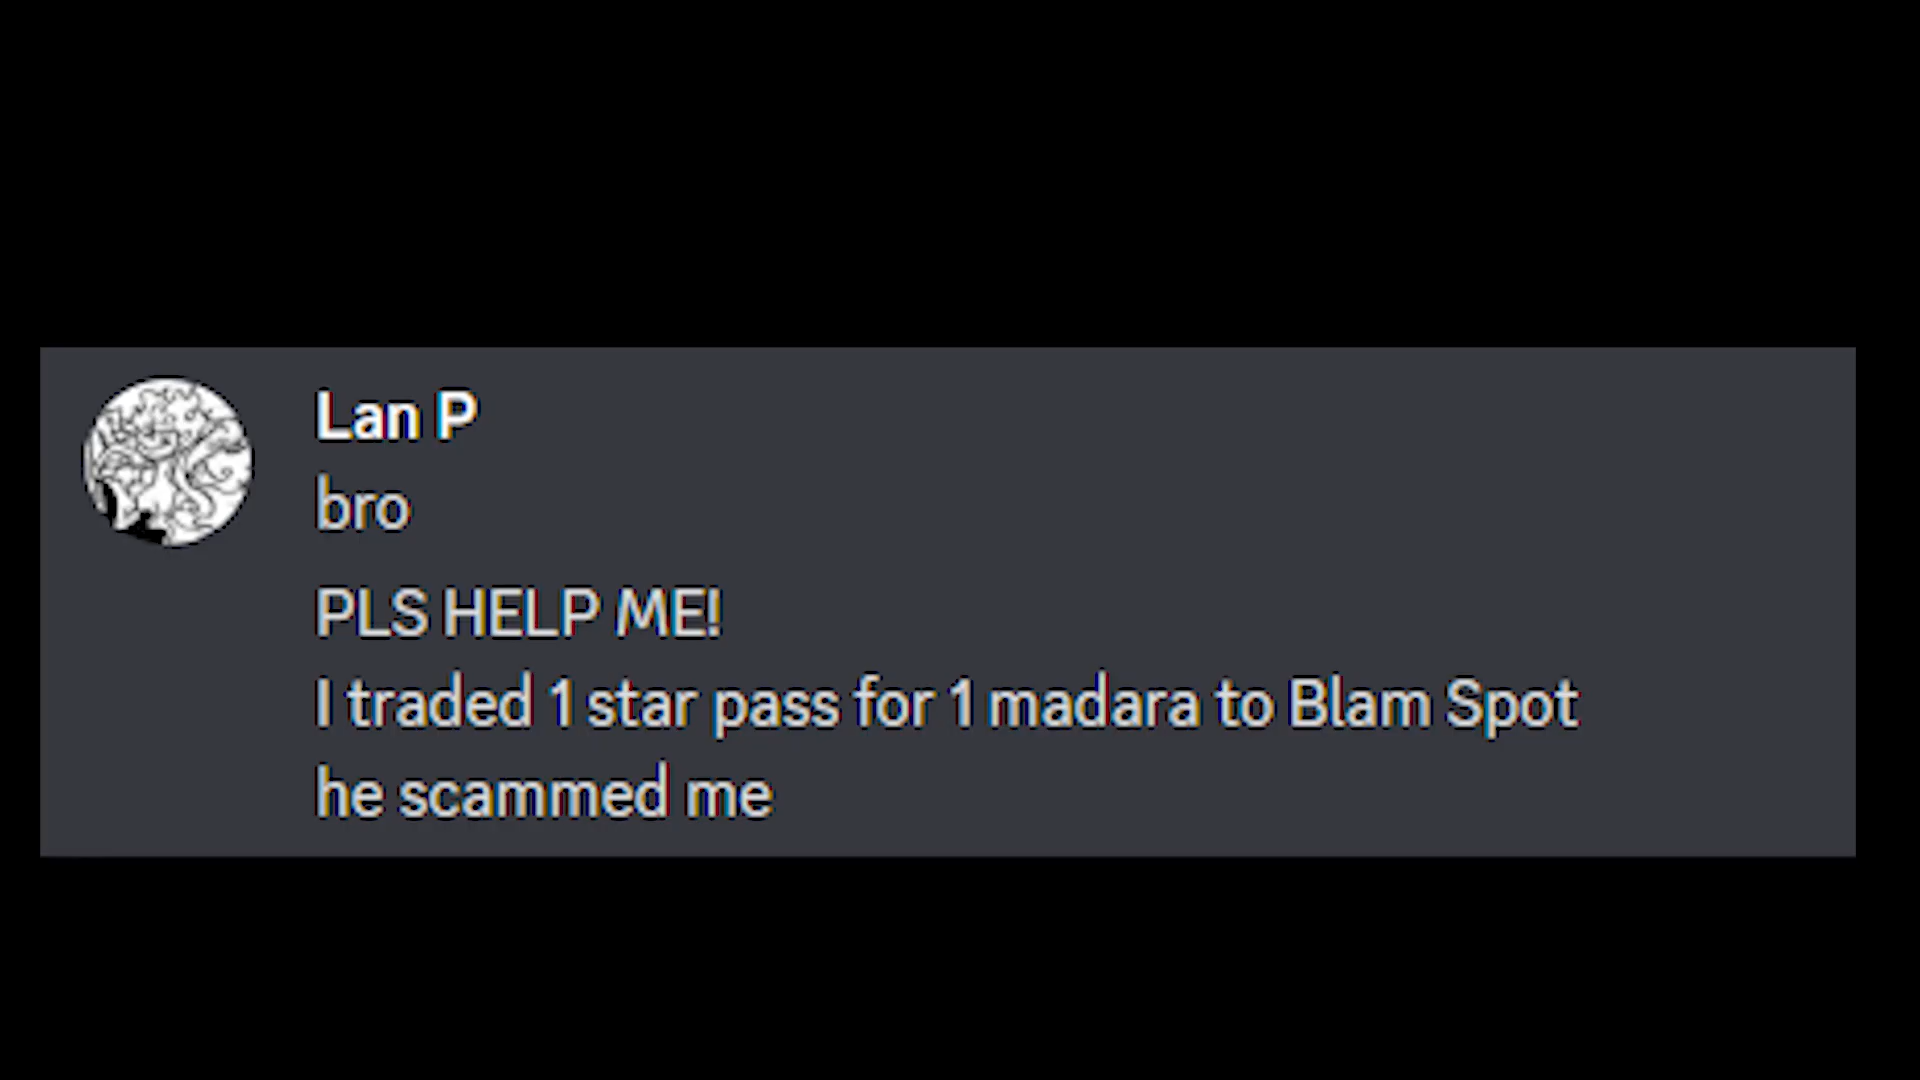 Lan P
bro
PLS HELP ME!
I traded 1 star pass for 1 madara to Blam Spot
he scammed me